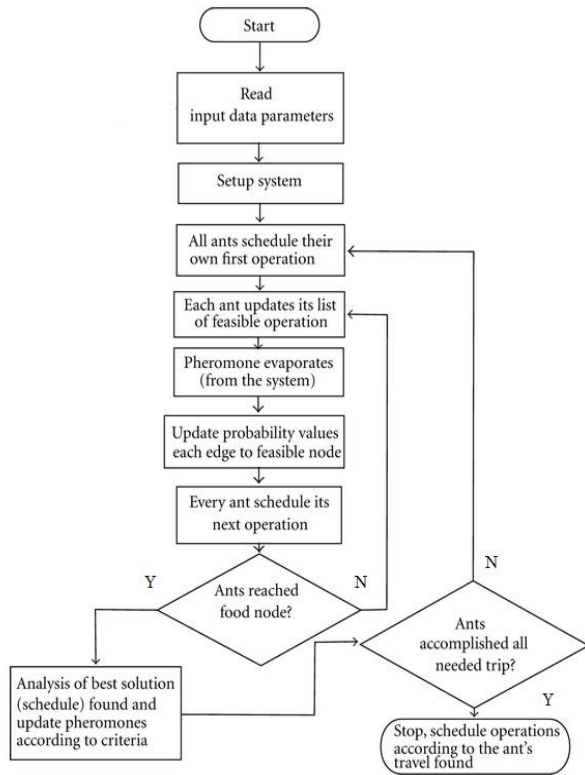 Start
Read
input data parameters
Setup system
All ants schedule their
own first operation
Each ant updates its list
of feasible operation
Pheromone evaporates
(from the system)
Update probability values
each edge to feasible node
Every ant schedule its
next operation
Y
N
Ants reached
food node?
N
Ants
accomplished all
needed trip?
Analysis of best solution
(schedule) found and
update pheromones
according to criteria
Y
Stop, schedule operations
according to the ant's
travel found